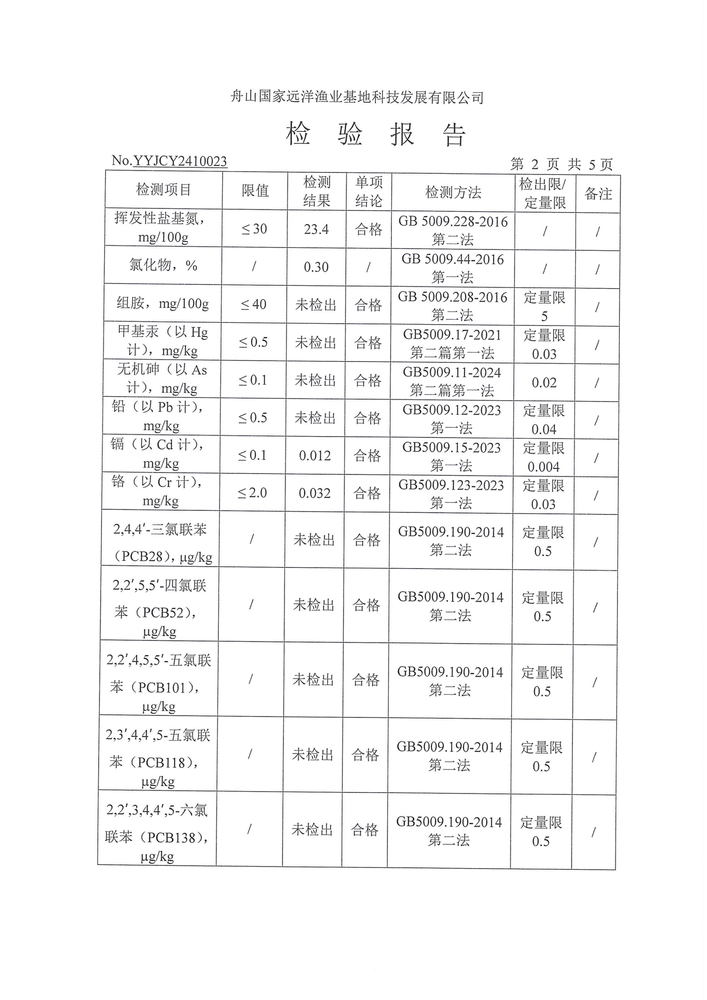 舟山国家远洋渔业基地科技发展有限公司
检 验 报 告
No.YYJCY2410023
第 2 页 共 5 页
检测项目 限值 检测结果 单项结论 检测方法 检出限/定量限 备注
挥发性盐基氮，mg/100g ≤30 23.4 合格 GB 5009.228-2016 第二法 / /
氯化物，% / 0.30 / GB 5009.44-2016 第一法 / /
组胺，mg/100g ≤40 未检出 合格 GB 5009.208-2016 第二法 定量限 5 /
甲基汞（以 Hg 计），mg/kg ≤0.5 未检出 合格 GB5009.17-2021 第二篇第一法 定量限 0.03 /
无机砷（以 As 计），mg/kg ≤0.1 未检出 合格 GB5009.11-2024 第二篇第一法 0.02 /
铅（以 Pb 计），mg/kg ≤0.5 未检出 合格 GB5009.12-2023 第一法 定量限 0.04 /
镉（以 Cd 计），mg/kg ≤0.1 0.012 合格 GB5009.15-2023 第一法 定量限 0.004 /
铬（以 Cr 计），mg/kg ≤2.0 0.032 合格 GB5009.123-2023 第一法 定量限 0.03 /
2,4,4′-三氯联苯（PCB28），μg/kg / 未检出 合格 GB5009.190-2014 第二法 定量限 0.5 /
2,2′,5,5′-四氯联苯（PCB52），μg/kg / 未检出 合格 GB5009.190-2014 第二法 定量限 0.5 /
2,2′,4,5,5′-五氯联苯（PCB101），μg/kg / 未检出 合格 GB5009.190-2014 第二法 定量限 0.5 /
2,3′,4,4′,5-五氯联苯（PCB118），μg/kg / 未检出 合格 GB5009.190-2014 第二法 定量限 0.5 /
2,2′,3,4,4′,5-六氯联苯（PCB138），μg/kg / 未检出 合格 GB5009.190-2014 第二法 定量限 0.5 /